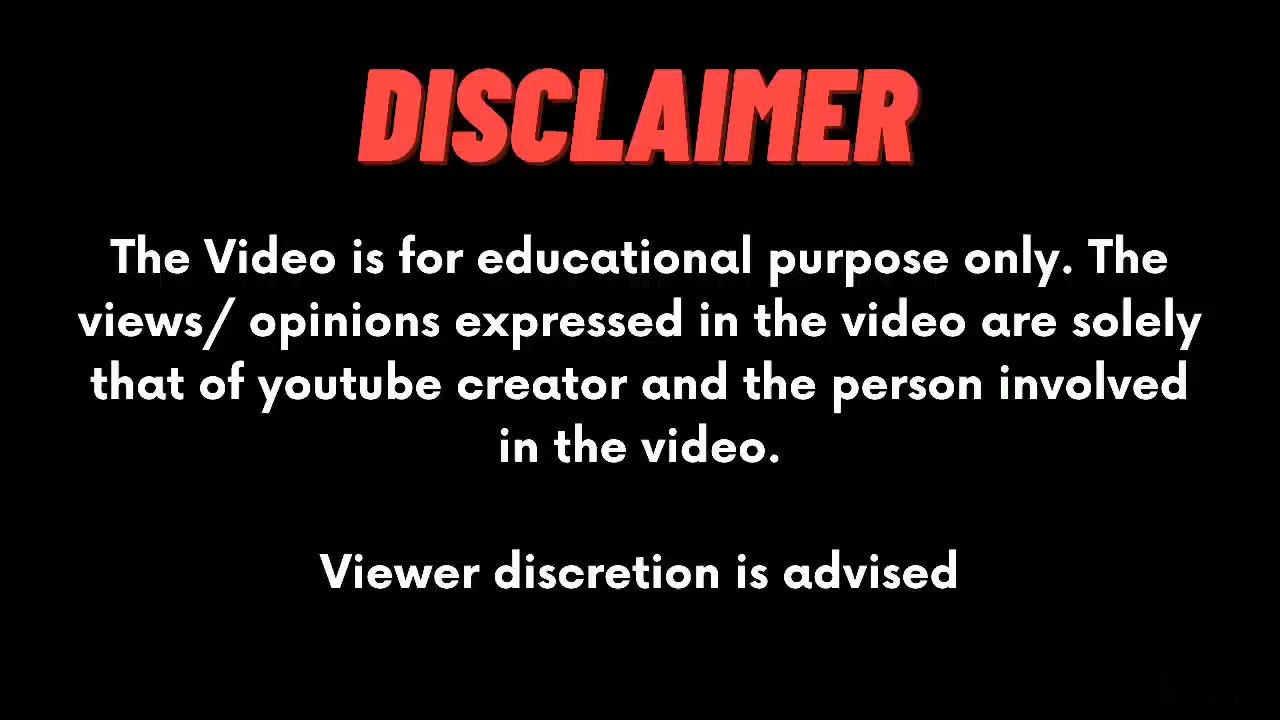 DISCLAIMER
The Video is for educational purpose only. The
views/ opinions expressed in the video are solely
that of youtube creator and the person involved
in the video.
Viewer discretion is advised